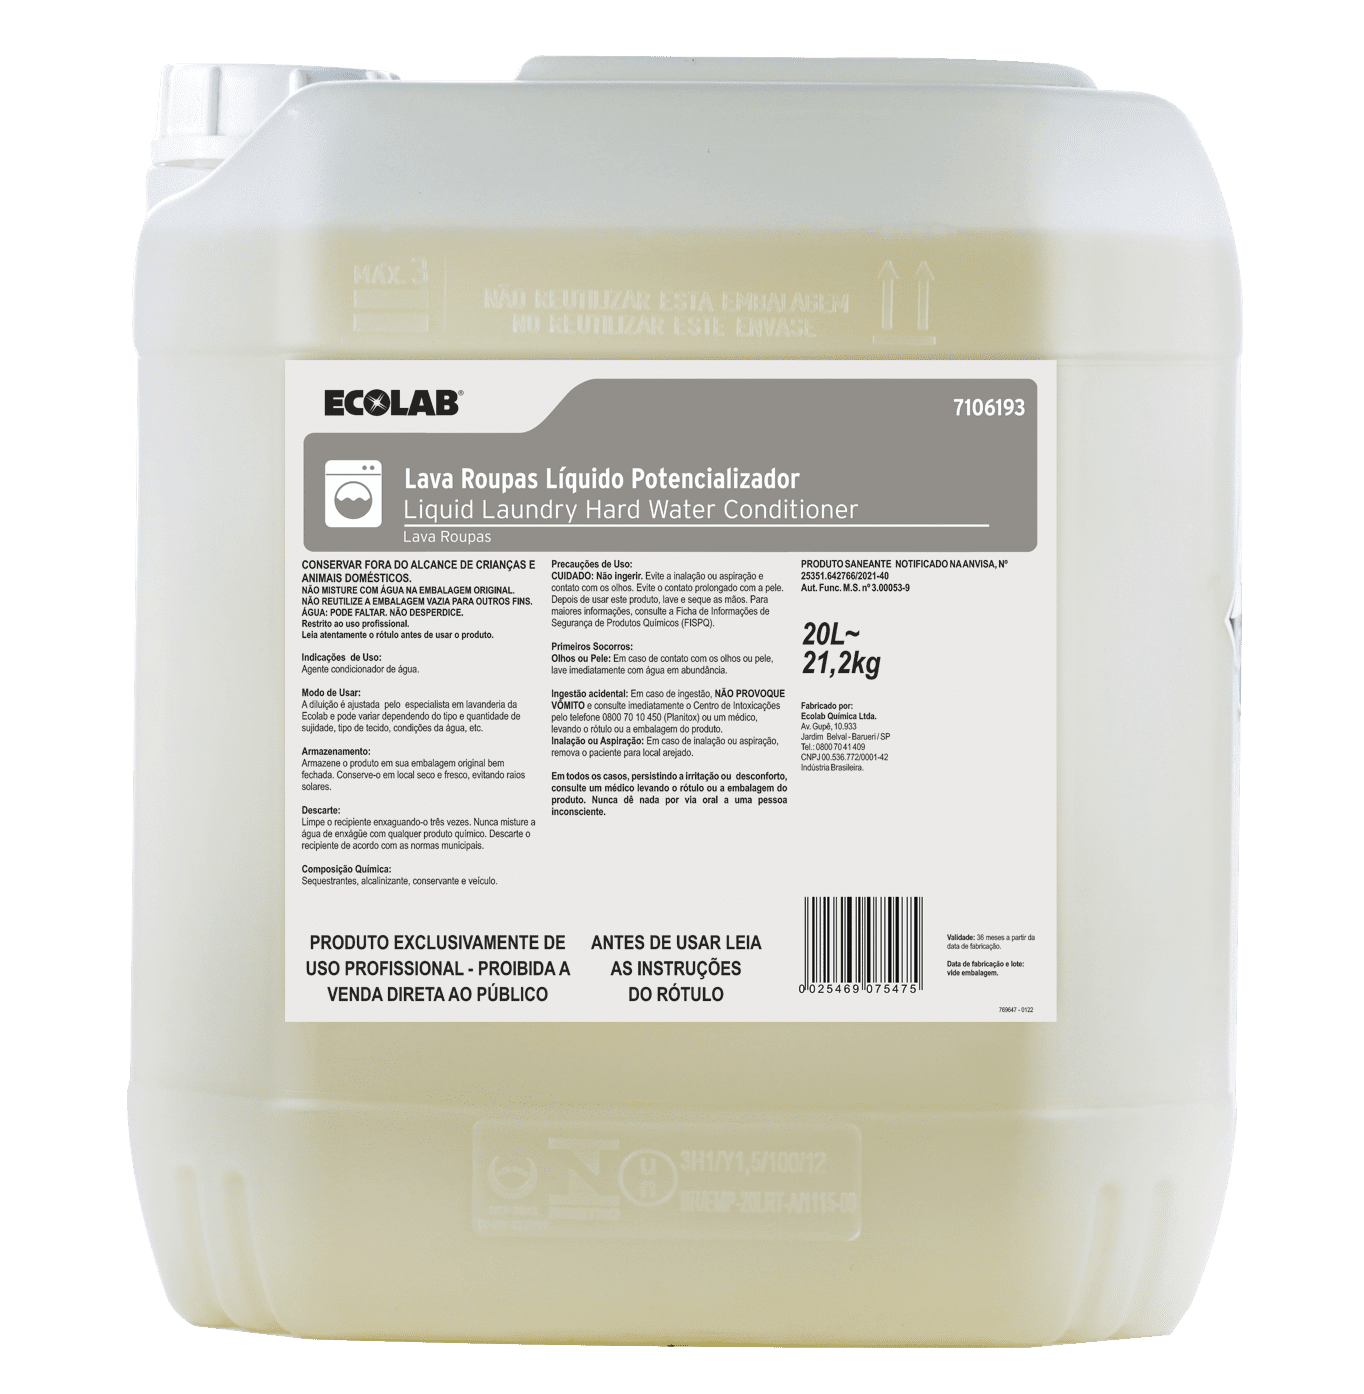 MÁX. 3
NÃO REUTILIZAR ESTA EMBALAGEM
NO REUTILIZAR ESTE ENVASE
ECOLAB®
7106193
Lava Roupas Líquido Potencializador
Liquid Laundry Hard Water Conditioner
Lava Roupas
CONSERVAR FORA DO ALCANCE DE CRIANÇAS E
ANIMAIS DOMÉSTICOS.
NÃO MISTURE COM ÁGUA NA EMBALAGEM ORIGINAL.
NÃO REUTILIZE A EMBALAGEM VAZIA PARA OUTROS FINS.
ÁGUA: PODE FALTAR. NÃO DESPERDICE.
Restrito ao uso profissional.
Leia atentamente o rótulo antes de usar o produto.
Indicações de Uso:
Agente condicionador de água.
Modo de Usar:
A diluição é ajustada pelo especialista em lavanderia da
Ecolab e pode variar dependendo do tipo e quantidade de
sujidade, tipo de tecido, condições da água, etc.
Armazenamento:
Armazene o produto em sua embalagem original bem
fechada. Conserve-o em local seco e fresco, evitando raios
solares.
Descarte:
Limpe o recipiente enxaguando-o três vezes. Nunca misture a
água de enxágüe com qualquer produto químico. Descarte o
recipiente de acordo com as normas municipais.
Composição Química:
Sequestrantes, alcalinizante, conservante e veículo.
Precauções de Uso:
CUIDADO: Não ingerir. Evite a inalação ou aspiração e
contato com os olhos. Evite o contato prolongado com a pele.
Depois de usar este produto, lave e seque as mãos. Para
maiores informações, consulte a Ficha de Informações de
Segurança de Produtos Químicos (FISPQ).
Primeiros Socorros:
Olhos ou Pele: Em caso de contato com os olhos ou pele,
lave imediatamente com água em abundância.
Ingestão acidental: Em caso de ingestão, NÃO PROVOQUE
VÔMITO e consulte imediatamente o Centro de Intoxicações
pelo telefone 0800 70 10 450 (Planitox) ou um médico,
levando o rótulo ou a embalagem do produto.
Inalação ou Aspiração: Em caso de inalação ou aspiração,
remova o paciente para local arejado.
Em todos os casos, persistindo a irritação ou desconforto,
consulte um médico levando o rótulo ou a embalagem do
produto. Nunca dê nada por via oral a uma pessoa
inconsciente.
PRODUTO SANEANTE NOTIFICADO NA ANVISA, Nº
25351.642766/2021-40
Aut. Func. M.S. nº 3.00053-9
20L~
21,2kg
Fabricado por:
Ecolab Química Ltda.
Av. Gupê, 10.933
Jardim Belval - Barueri / SP
Tel.: 0800 70 41 409
CNPJ 00.536.772/0001-42
Indústria Brasileira.
PRODUTO EXCLUSIVAMENTE DE
USO PROFISSIONAL - PROIBIDA A
VENDA DIRETA AO PÚBLICO
ANTES DE USAR LEIA
AS INSTRUÇÕES
DO RÓTULO
0 025469 075475
Validade: 36 meses a partir da
data de fabricação.
Data de fabricação e lote:
vide embalagem.
769647 - 0122
3H1/Y1,5/100/12